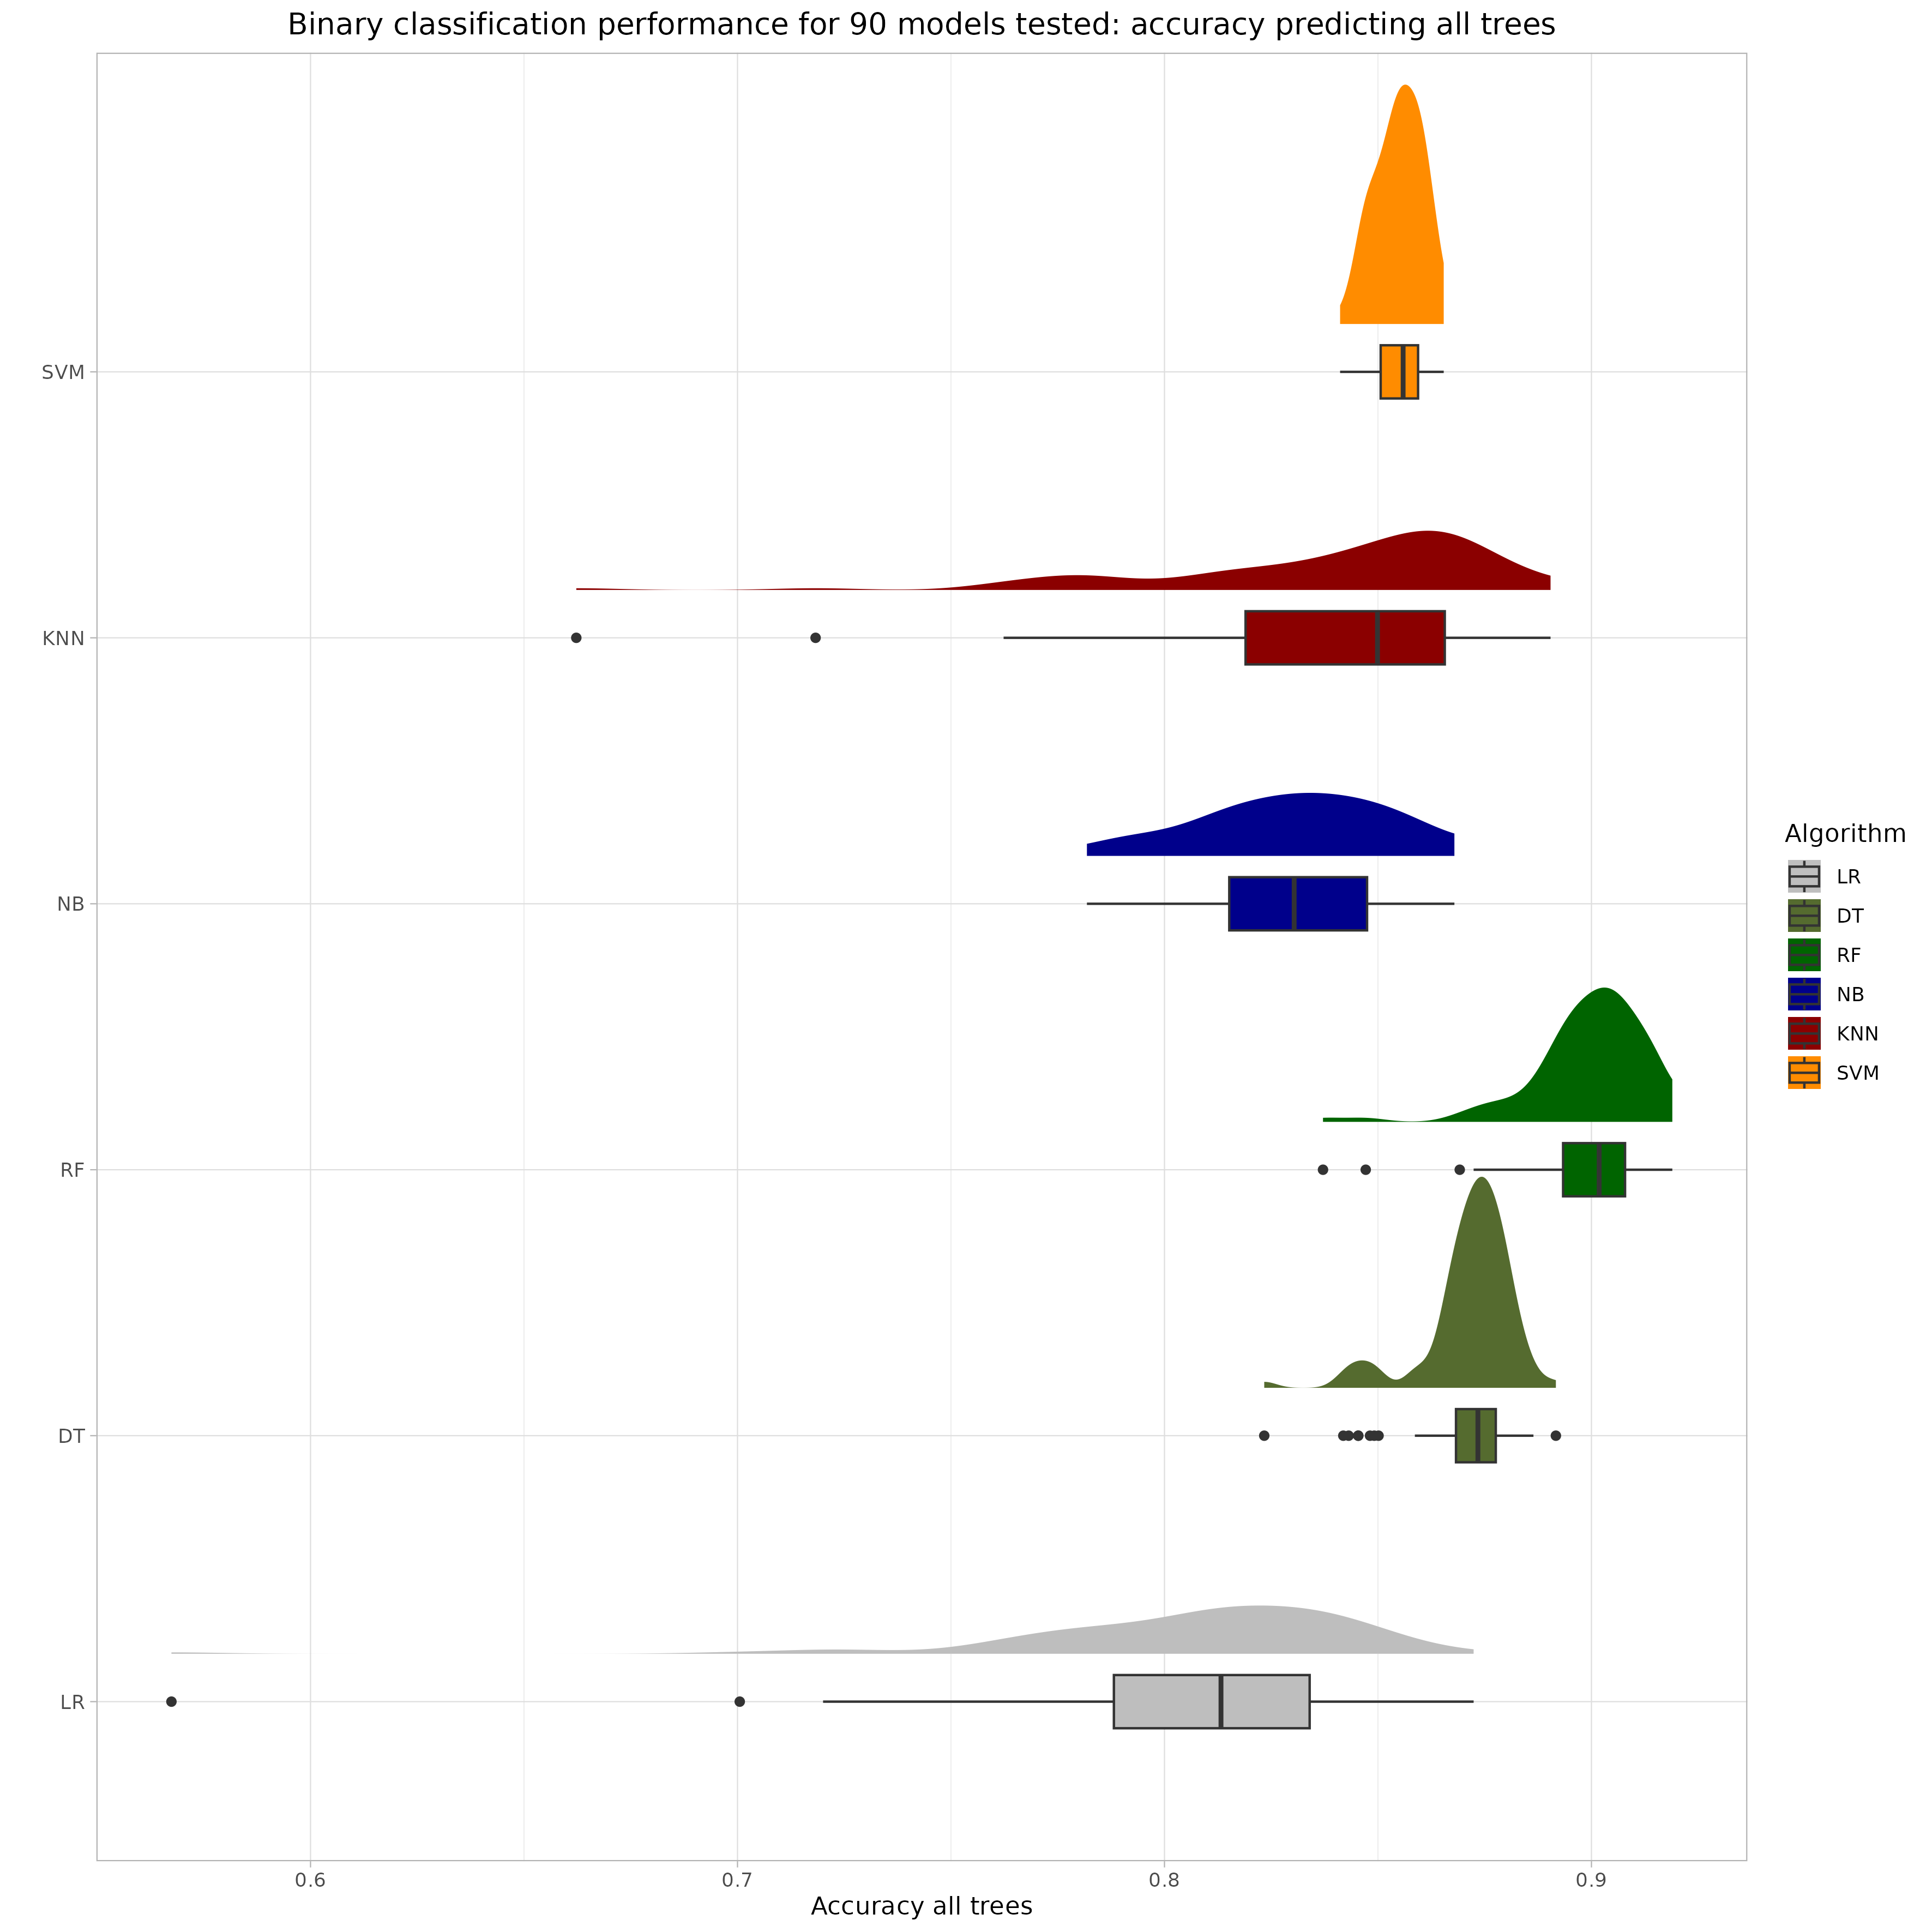 Binary classification performance for 90 models tested: accuracy predicting all trees
SVM
KNN
NB
RF
DT
LR
0.6
0.7
0.8
0.9
Accuracy all trees
Algorithm
LR
DT
RF
NB
KNN
SVM